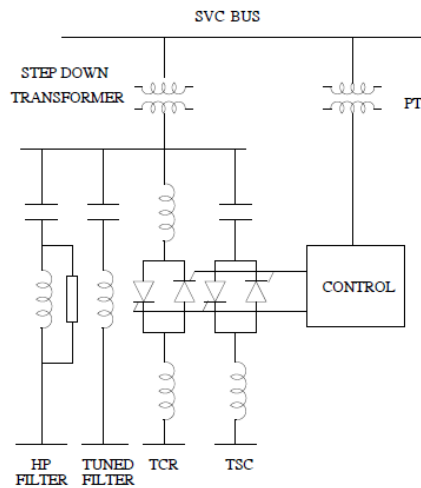 SVC BUS
STEP DOWN
TRANSFORMER
PT
CONTROL
HP
FILTER
TUNED
FILTER
TCR
TSC